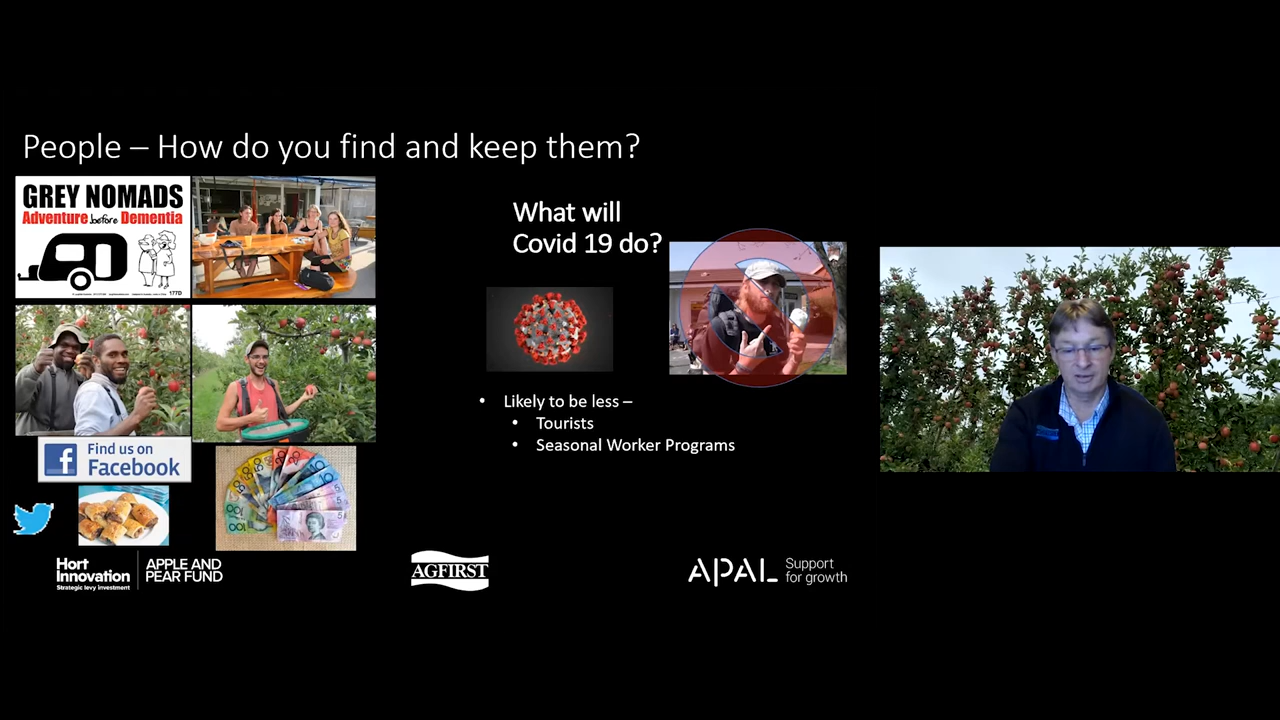 People – How do you find and keep them?
GREY NOMADS
Adventure before Dementia
177D
Find us on
Facebook
What will
Covid 19 do?
• Likely to be less –
• Tourists
• Seasonal Worker Programs
Hort
Innovation
Strategic levy investment
APPLE AND
PEAR FUND
AGFIRST
APAL
Support
for growth